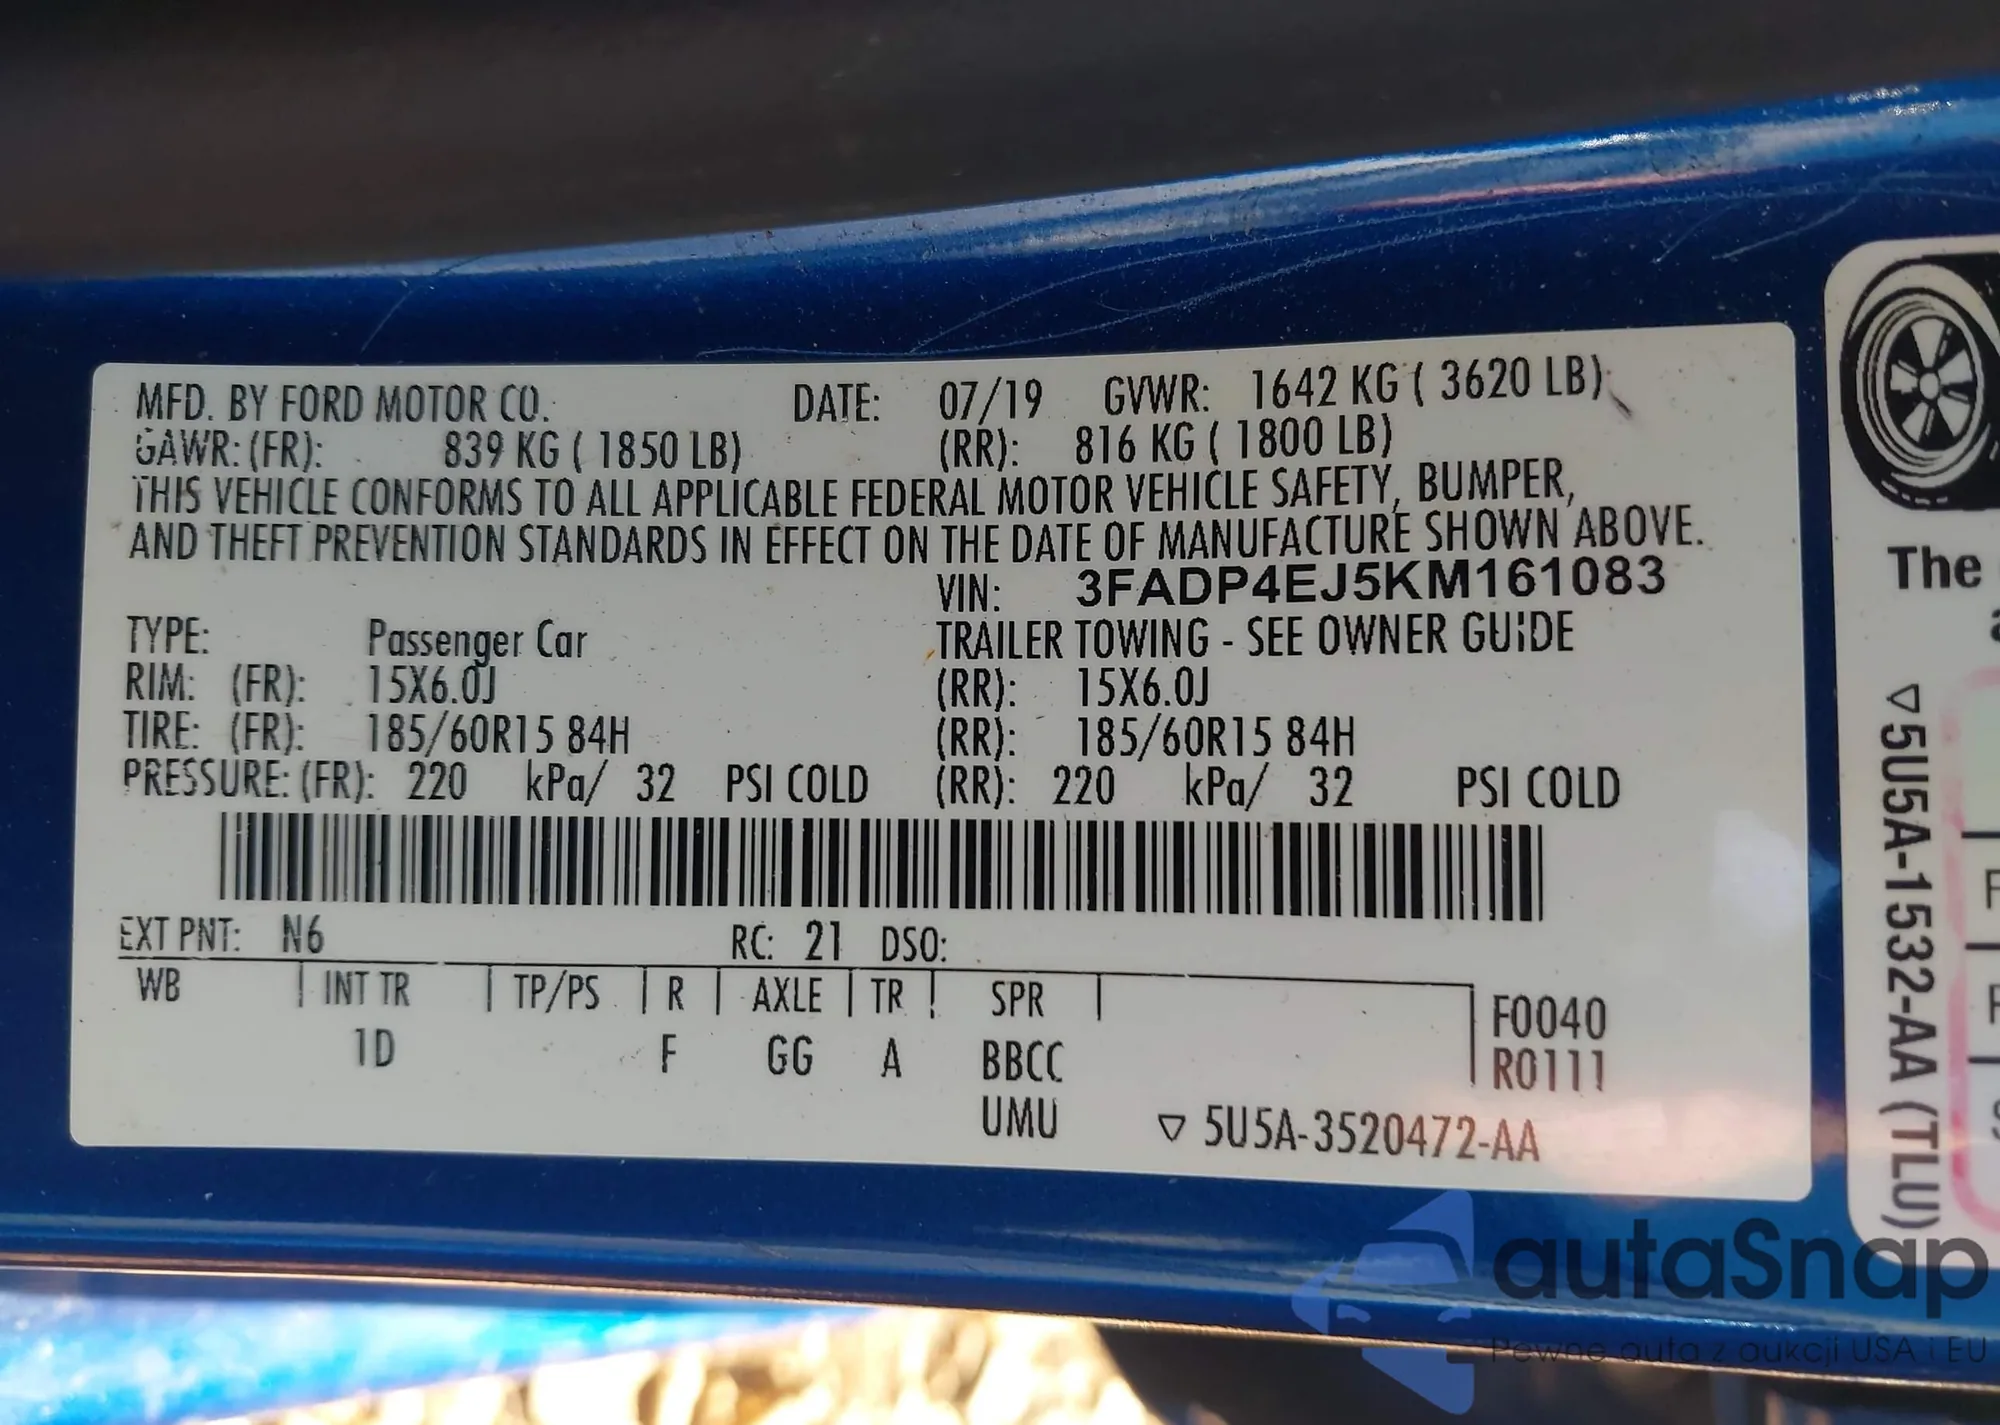 MFD. BY FORD MOTOR CO. DATE: 07/19 GVWR: 1642 KG ( 3620 LB)
GAWR: (FR): 839 KG ( 1850 LB) (RR): 816 KG ( 1800 LB)
THIS VEHICLE CONFORMS TO ALL APPLICABLE FEDERAL MOTOR VEHICLE SAFETY, BUMPER,
AND THEFT PREVENTION STANDARDS IN EFFECT ON THE DATE OF MANUFACTURE SHOWN ABOVE.
VIN: 3FADP4EJ5KM161083
TYPE: Passenger Car TRAILER TOWING - SEE OWNER GUIDE
RIM: (FR): 15X6.0J (RR): 15X6.0J
TIRE: (FR): 185/60R15 84H (RR): 185/60R15 84H
PRESSURE: (FR): 220 kPa/ 32 PSI COLD (RR): 220 kPa/ 32 PSI COLD
EXT PNT: N6 RC: 21 DSO:
WB INT TR TP/PS R AXLE TR SPR
F0040
1D F GG A BBCC R0111
UMU ▽ 5U5A-3520472-AA
The
▽5U5A-1532-AA (TLU)
autaSnap
Pewne auta z aukcji USA i EU